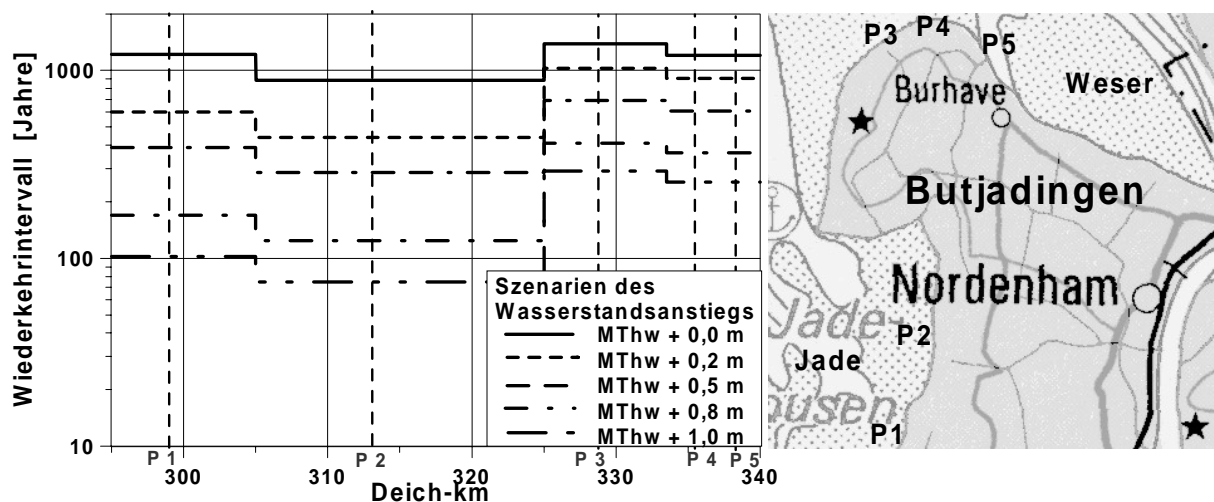 Wiederkehrintervall [Jahre]
1000
100
10
P 1
P 2
P 3
P 4
P 5
300
310
320
330
340
Deich-km
Szenarien des
Wasserstandsanstiegs
MThw + 0,0 m
MThw + 0,2 m
MThw + 0,5 m
MThw + 0,8 m
MThw + 1,0 m
P3
P4
P5
Weser
Burhave
Butjadingen
Nordenham
Jade-
P2
Jade
busen
P1